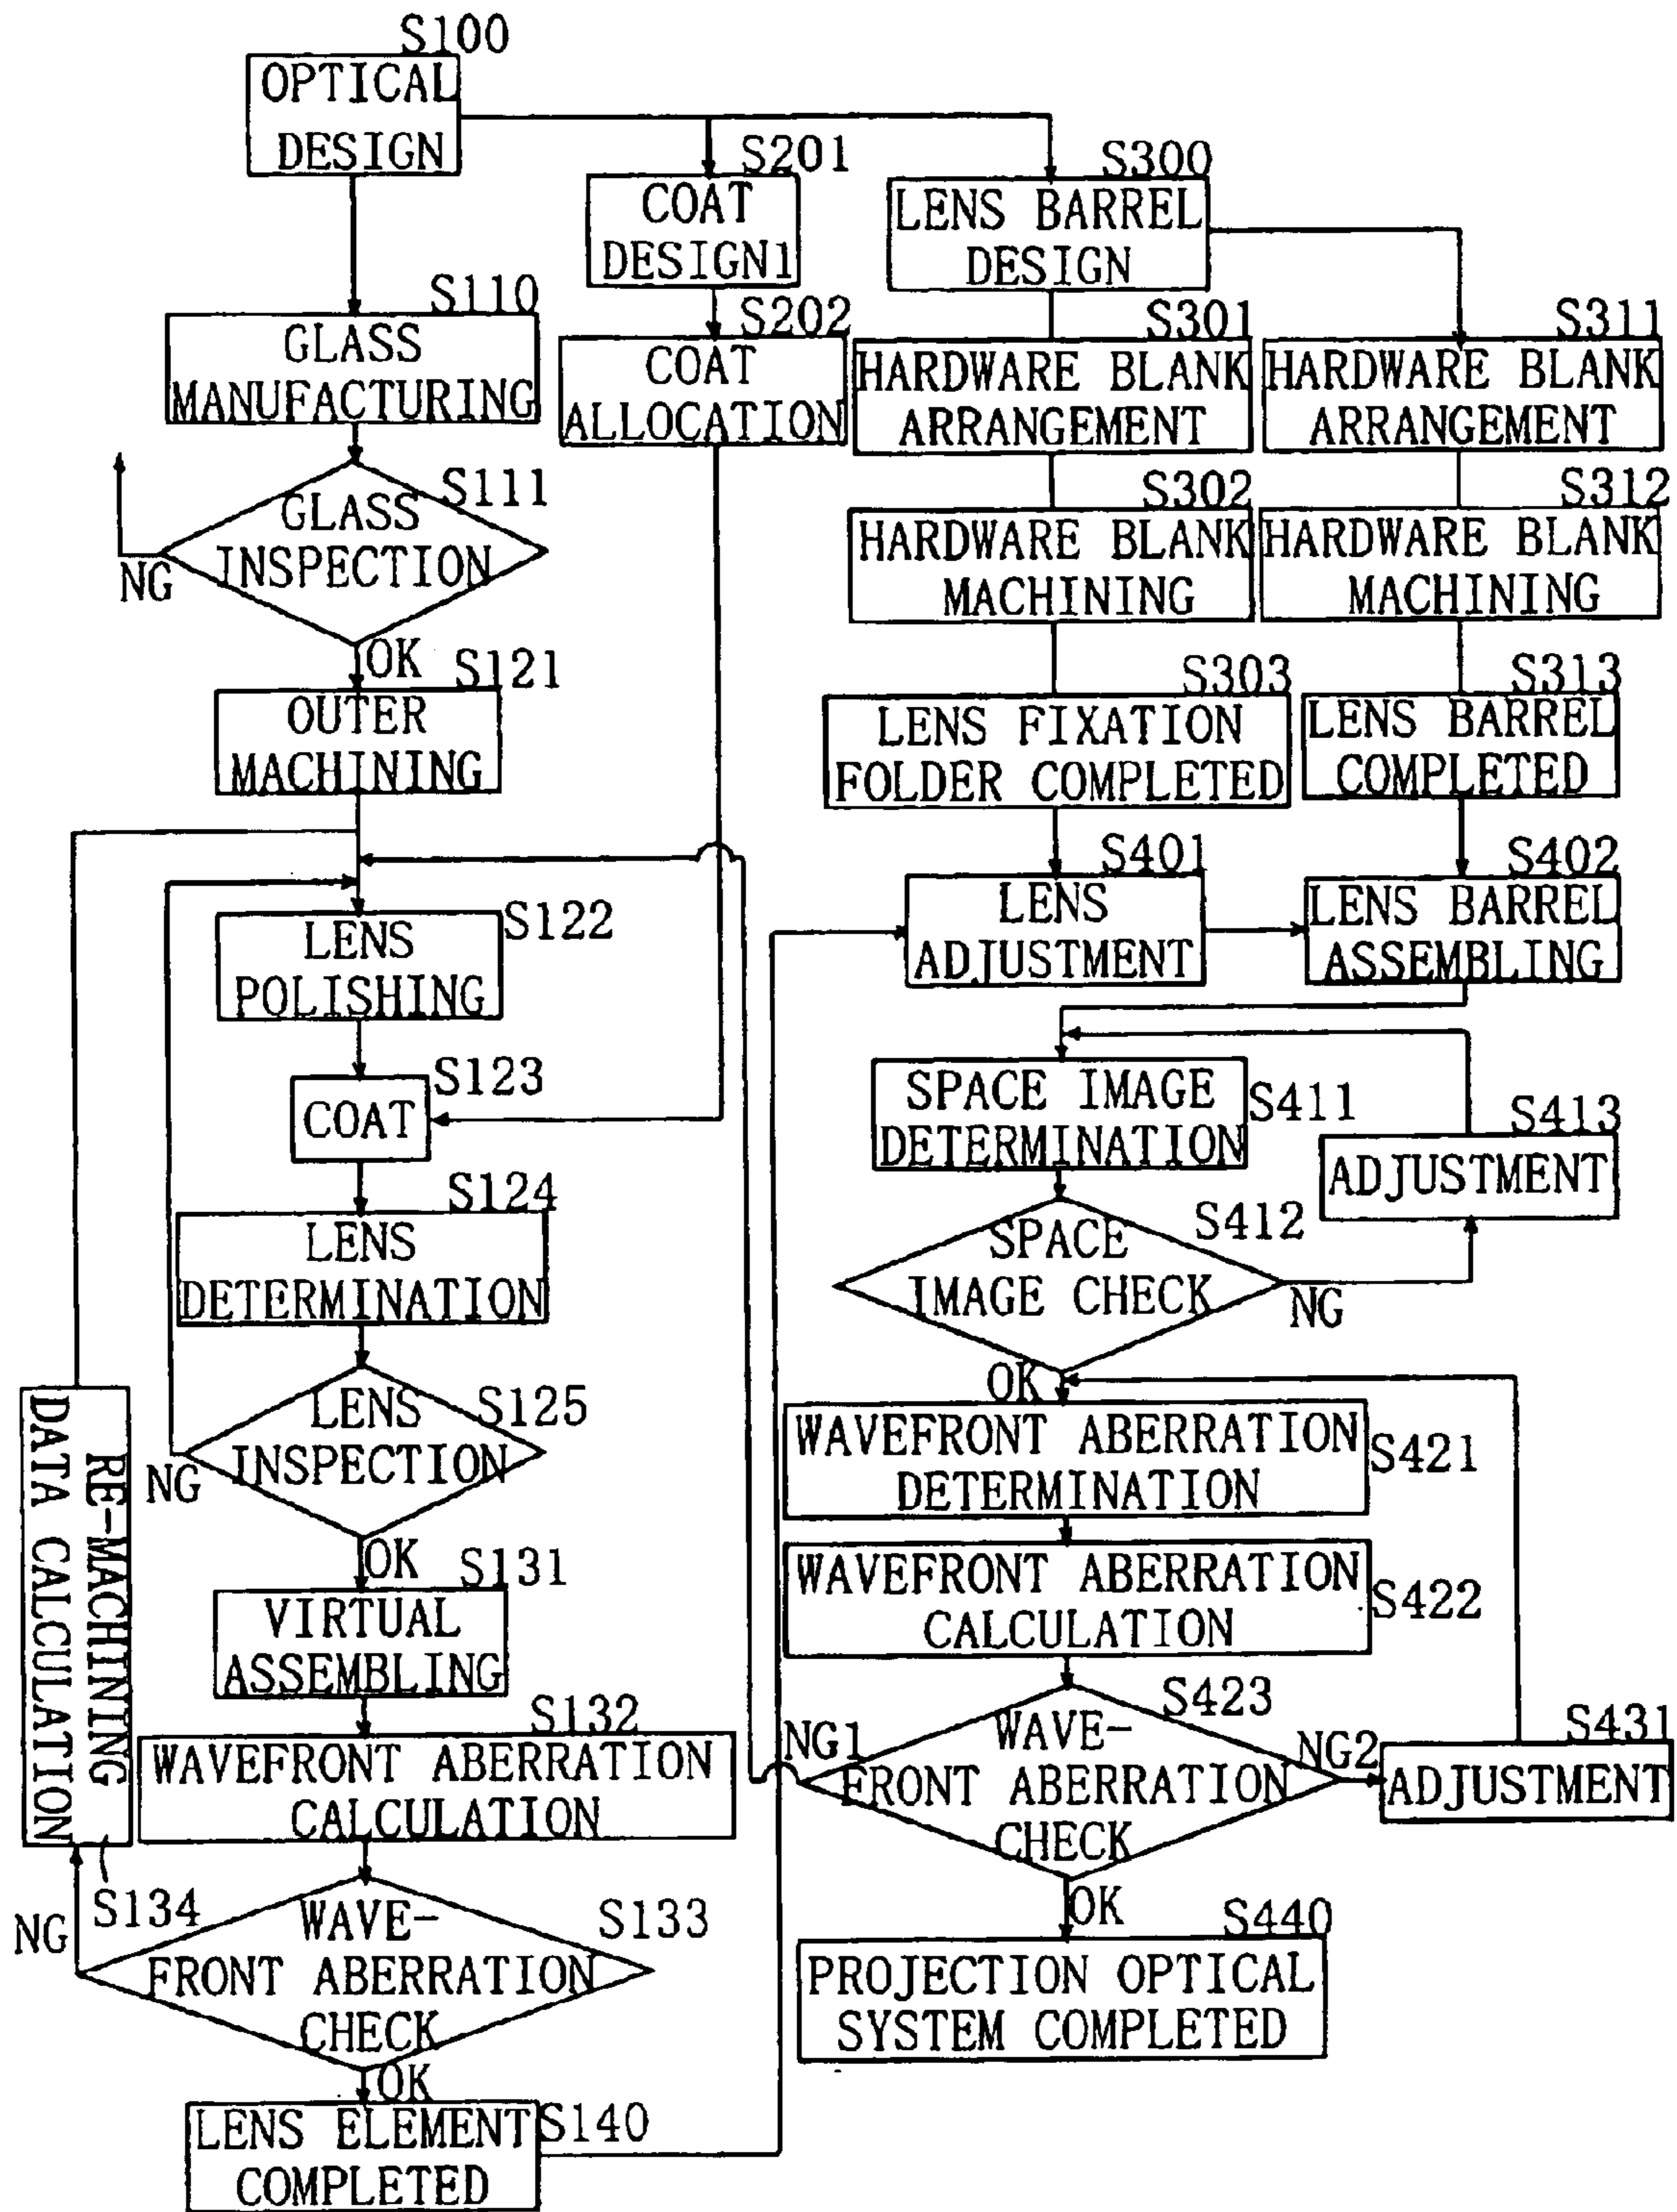 S100
OPTICAL
DESIGN
S110
GLASS
MANUFACTURING
S111
GLASS
INSPECTION
NG
OK
S121
OUTER
MACHINING
S122
LENS
POLISHING
S123
COAT
S124
LENS
DETERMINATION
S125
LENS
INSPECTION
NG
OK
S131
VIRTUAL
ASSEMBLING
S132
WAVEFRONT ABERRATION
CALCULATION
S133
WAVE-
FRONT ABERRATION
CHECK
NG
S134
RE-MACHINING
DATA CALCULATION
OK
S140
LENS ELEMENT
COMPLETED
S201
COAT
DESIGN1
S202
COAT
ALLOCATION
S300
LENS BARREL
DESIGN
S301
HARDWARE BLANK
ARRANGEMENT
S302
HARDWARE BLANK
MACHINING
S303
LENS FIXATION
FOLDER COMPLETED
S311
HARDWARE BLANK
ARRANGEMENT
S312
HARDWARE BLANK
MACHINING
S313
LENS BARREL
COMPLETED
S401
LENS
ADJUSTMENT
S402
LENS BARREL
ASSEMBLING
S411
SPACE IMAGE
DETERMINATION
S412
SPACE
IMAGE CHECK
NG
S413
ADJUSTMENT
OK
S421
WAVEFRONT ABERRATION
DETERMINATION
S422
WAVEFRONT ABERRATION
CALCULATION
S423
WAVE-
FRONT ABERRATION
CHECK
NG1
NG2
S431
ADJUSTMENT
OK
S440
PROJECTION OPTICAL
SYSTEM COMPLETED